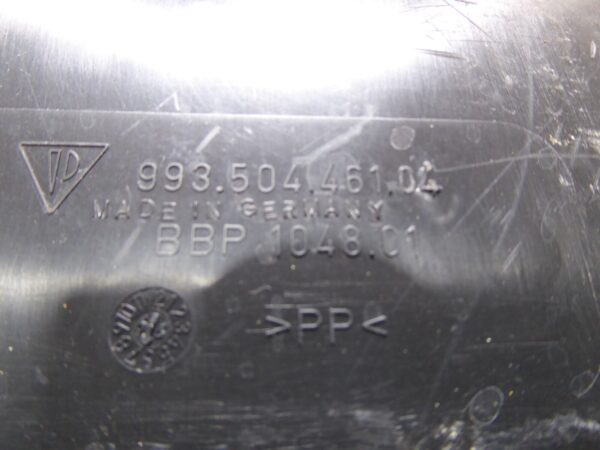 993.504.461.04
MADE IN GERMANY
BBP 1048.01
>PP<